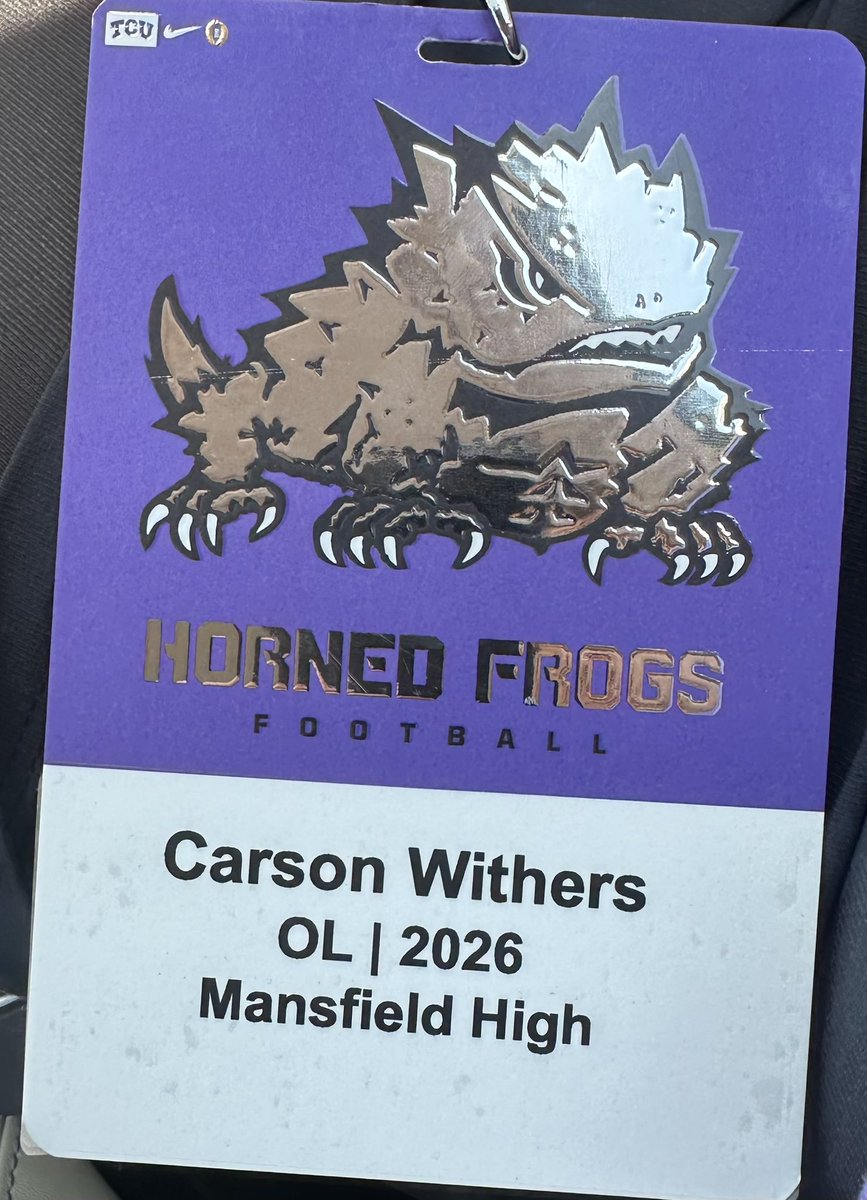 TCU
HORNED FROGS
FOOTBALL
Carson Withers
OL | 2026
Mansfield High